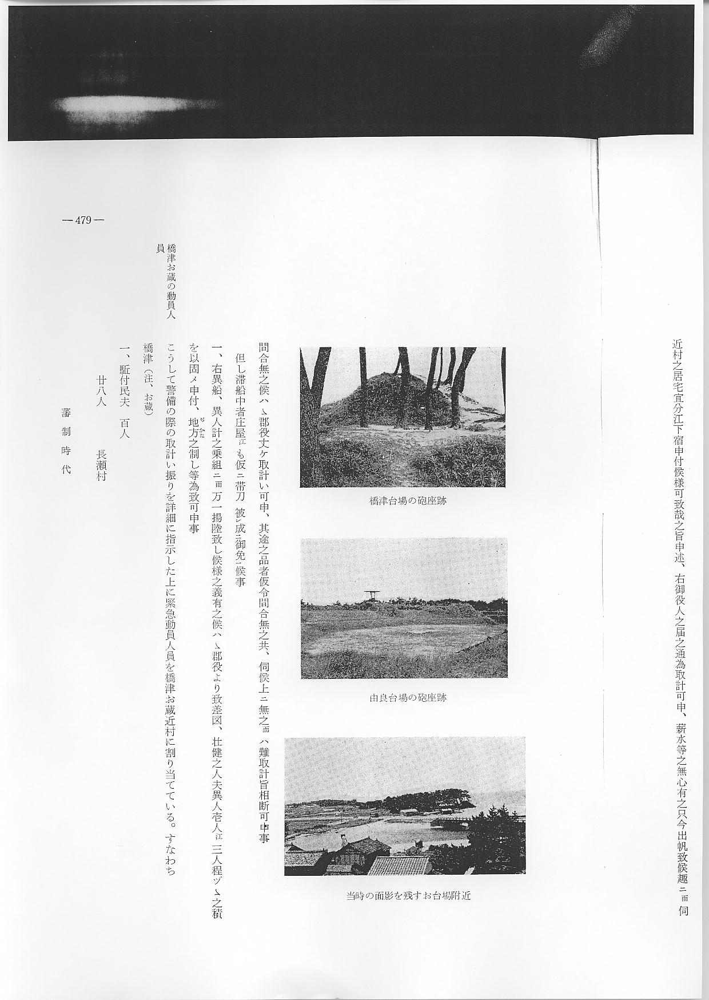 近村之居宅宜分江下宿申付候様可致哉之旨申述、右御役人之届之通為取計可申、薪水等之無心有之只今出帆致候趣ニ而伺
橋津台場の砲座跡
由良台場の砲座跡
当時の面影を残すお台場附近
間合無之候ハヽ郡役丈ケ取計い可申、其途之品者仮令間合無之共、伺候上ニ無之而ハ難取計旨相断可申事
但し滞船中者庄屋江も仮ニ帯刀被レ成二御免一候事
一、右異船、異人計之乗組ニ而万一揚陸致し候様之義有之候ハヽ郡役より致差図、壮健之人夫異人壱人江三人程ヅヽ之積
を以固メ申付、地方之制し等為致可申事
ぢかた
橋津お蔵の動員人
員
こうして警備の際の取計い振りを詳細に指示した上に緊急動員人員を橋津お蔵近村に割り当てている。すなわち
橋津（注、お蔵）
一、駈付民夫　百人
廿八人　長瀬村
藩制時代
―479―